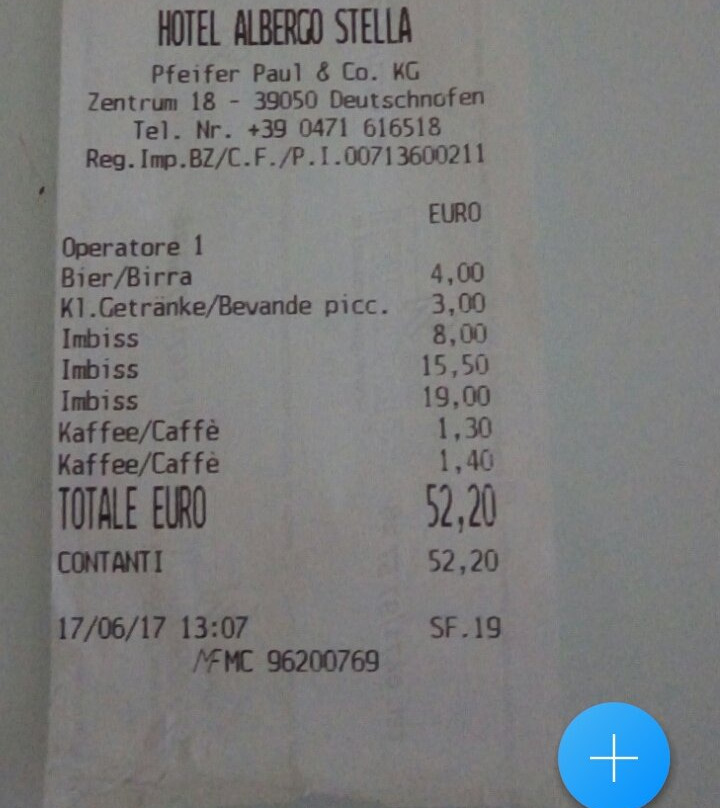 HOTEL ALBERGO STELLA
Pfeifer Paul & Co. KG
Zentrum 18 - 39050 Deutschnofen
Tel. Nr. +39 0471 616518
Reg.Imp.BZ/C.F./P.I.00713600211
EURO
Operatore 1
Bier/Birra 4,00
Kl.Getränke/Bevande picc. 3,00
Imbiss 8,00
Imbiss 15,50
Imbiss 19,00
Kaffee/Caffè 1,30
Kaffee/Caffè 1,40
TOTALE EURO 52,20
CONTANTI 52,20
17/06/17 13:07 SF.19
MFMC 96200769